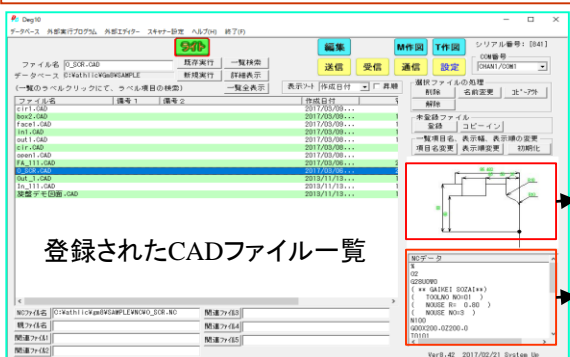 Dwg10
データベース 外部実行プログラム 外部エディター スキャナー設定 ヘルプ(H) 終了(F)
ワイド
編集
M作図
T作図
シリアル番号: [841]
ファイル名 O_SCR.CAD
既存実行
一覧検索
送信
受信
通信
設定
COM番号
CHAN1/COM1
データベース C:¥athlic¥gmB¥SAMPLE
新規実行
詳細表示
(一覧のラベルクリックにて、ラベル項目の検索)
一覧全表示
表示ソート 作成日付
選択ファイルの処理
削除
名前変更
コピーアウト
解除
未登録ファイル
登録
コピーイン
一覧項目名、表示幅、表示順の変更
項目名変更
表示順変更
初期化
ファイル名
備考1
備考2
作成日付
cir1.CAD 2017/03/09...
box2.CAD 2017/03/09... 1
face1.CAD 2017/03/09...
in1.CAD 2017/03/09... 1
out1.CAD 2017/03/09... 1
cir.CAD 2017/03/09...
open1.CAD 2017/03/09...
FA_111.CAD 2017/03/06... 2
O_SCR.CAD 2017/03/06... 2
Out_1.CAD 2013/11/13... 1
In_111.CAD 2013/11/13... 1
旋盤デモ図面.CAD 2013/11/13... 1
登録されたCADファイル一覧
NCデータ
%
O2
G28U0W0
( ** GAIKEI SOZAI**)
( TOOLNO NO=01 )
( NOUSE R= 0.80 )
( NOUSE NO=3 )
N100
G00X200.0Z200.0
T0101
NCファイル名 C:¥athlic¥gmB¥SAMPLE¥NC¥O_SCR.NC
関連ファイル3
親ファイル名
関連ファイル4
関連ファイル1
関連ファイル5
関連ファイル2
Ver8.42 2017/02/21 System Up